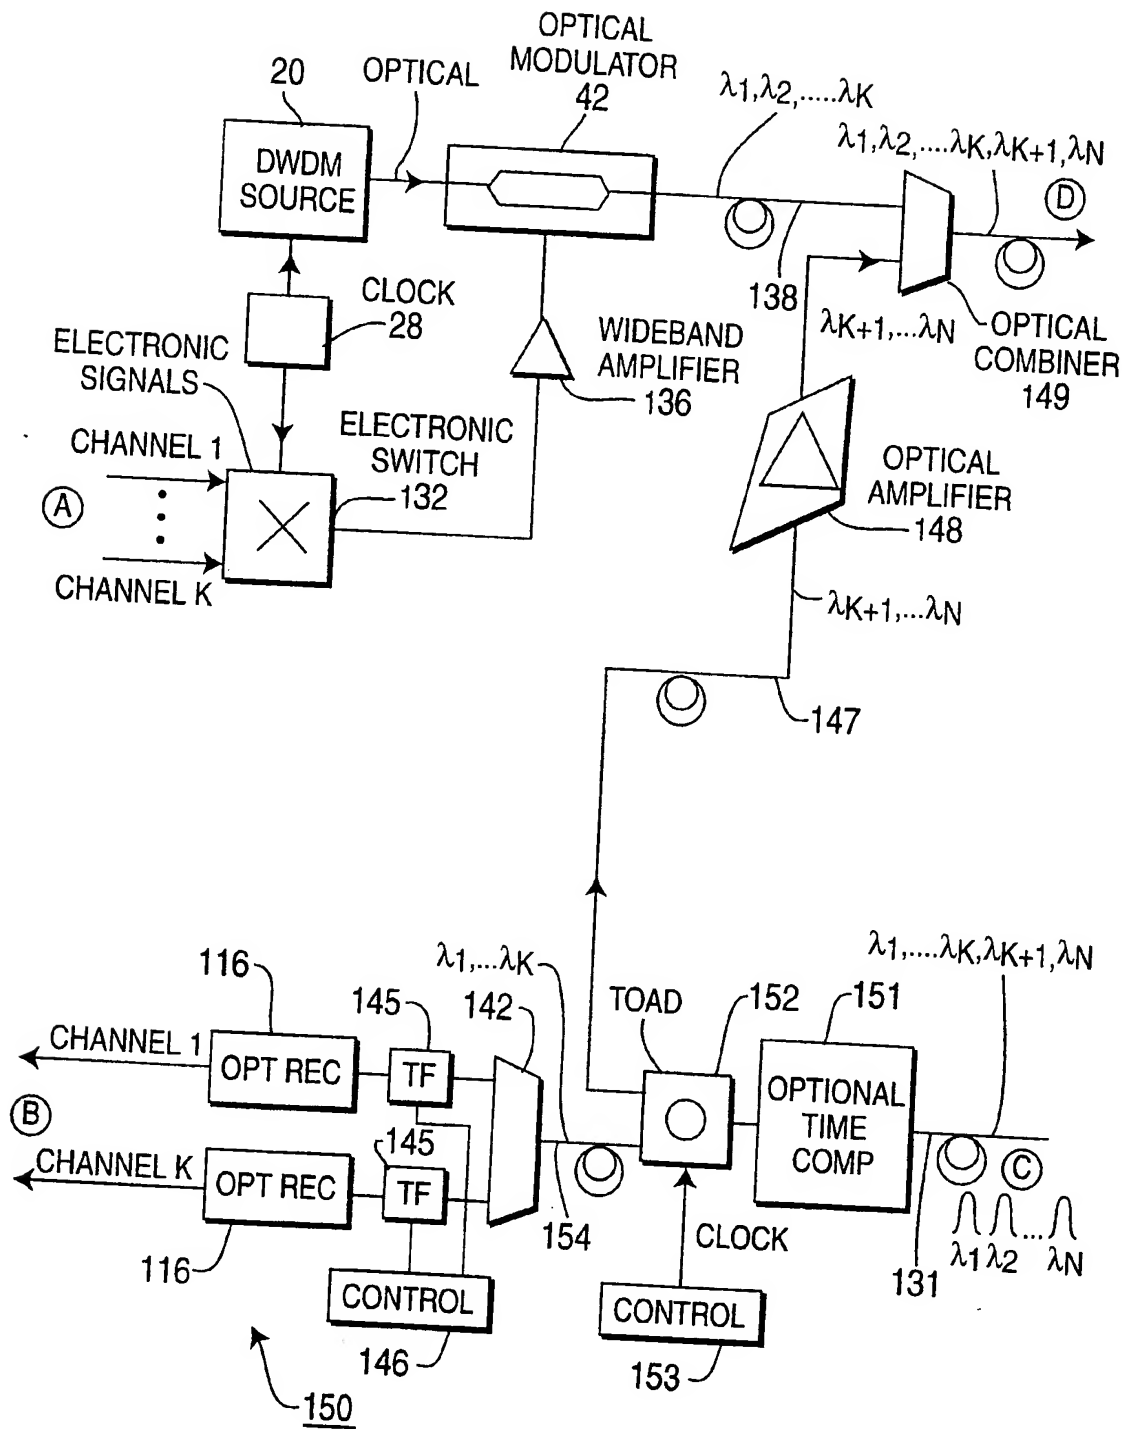 OPTICAL
MODULATOR
42
20
OPTICAL
λ1,λ2,.....λK
λ1,λ2,....λK,λK+1,λN
DWDM
SOURCE
D
138
CLOCK
28
λK+1,...λN
OPTICAL
COMBINER
149
ELECTRONIC
SIGNALS
WIDEBAND
AMPLIFIER
136
CHANNEL 1
ELECTRONIC
SWITCH
132
A
OPTICAL
AMPLIFIER
148
CHANNEL K
λK+1,...λN
147
λ1,....λK,λK+1,λN
116
λ1,...λK
145
142
TOAD
152
151
CHANNEL 1
OPT REC
TF
OPTIONAL
TIME
COMP
B
145
C
CHANNEL K
OPT REC
TF
154
CLOCK
131
λ1 λ2 ... λN
116
CONTROL
CONTROL
146
153
150